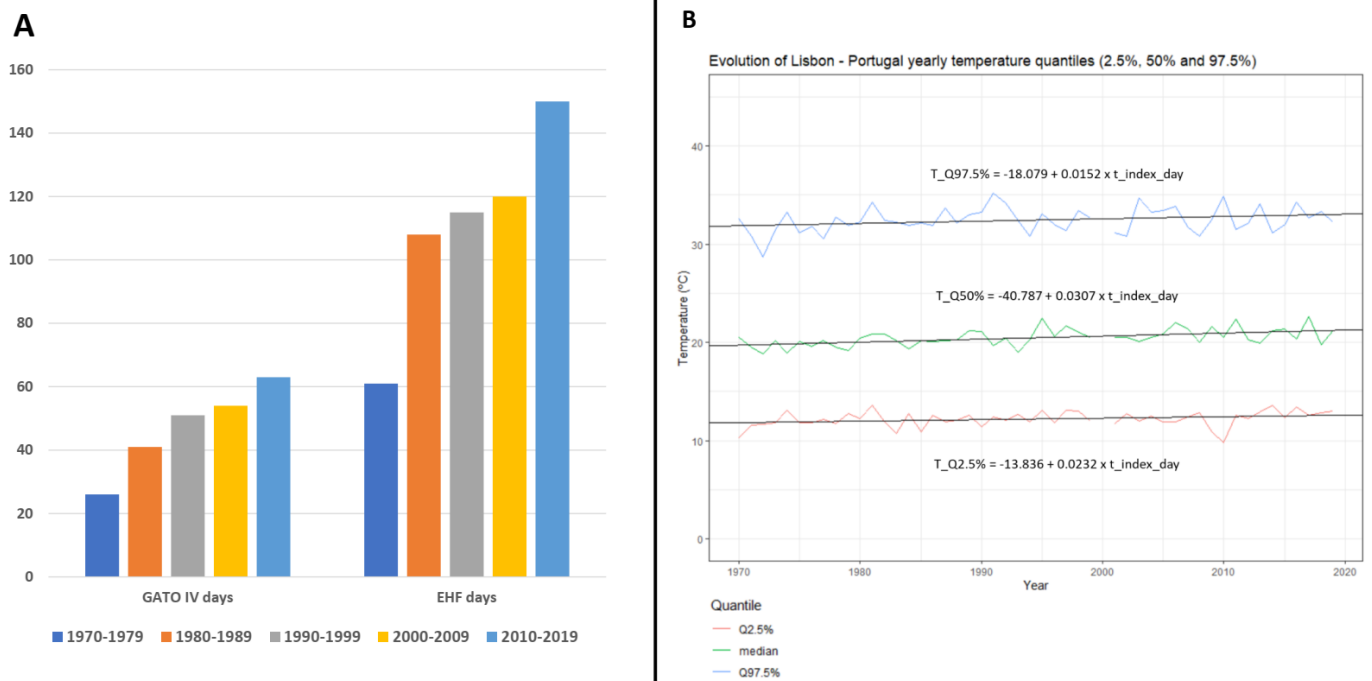 A
160
140
120
100
80
60
40
20
0
GATO IV days EHF days
1970-1979 1980-1989 1990-1999 2000-2009 2010-2019
B
Evolution of Lisbon - Portugal yearly temperature quantiles (2.5%, 50% and 97.5%)
Temperature (ºC)
40
30
20
10
0
T_Q97.5% = -18.079 + 0.0152 x t_index_day
T_Q50% = -40.787 + 0.0307 x t_index_day
T_Q2.5% = -13.836 + 0.0232 x t_index_day
1970 1980 1990 2000 2010 2020
Year
Quantile
Q2.5%
median
Q97.5%